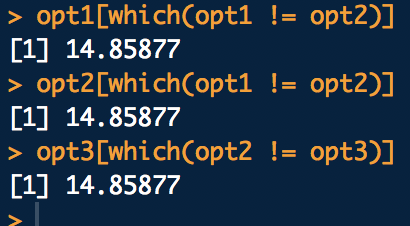 > opt1[which(opt1 != opt2)]
[1] 14.85877
> opt2[which(opt1 != opt2)]
[1] 14.85877
> opt3[which(opt2 != opt3)]
[1] 14.85877
>